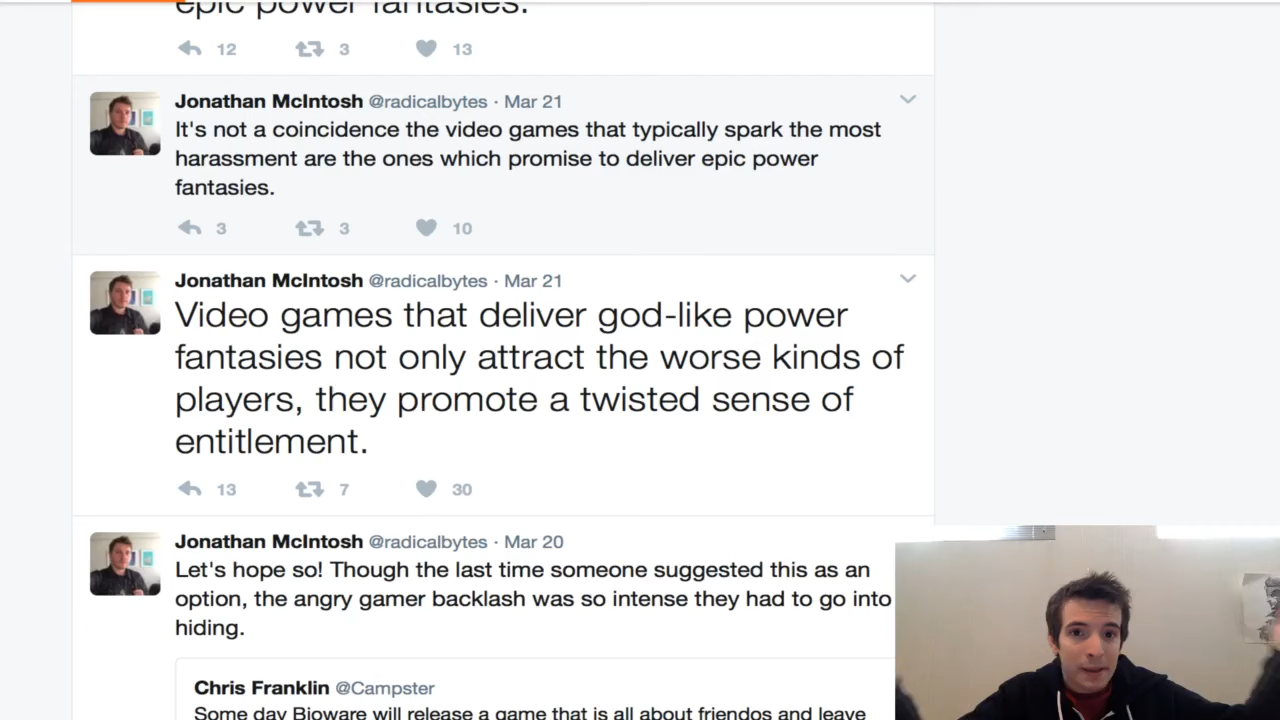 epic power fantasies.
12 3 13
Jonathan McIntosh @radicalbytes · Mar 21
It's not a coincidence the video games that typically spark the most
harassment are the ones which promise to deliver epic power
fantasies.
3 3 10
Jonathan McIntosh @radicalbytes · Mar 21
Video games that deliver god-like power
fantasies not only attract the worse kinds of
players, they promote a twisted sense of
entitlement.
13 7 30
Jonathan McIntosh @radicalbytes · Mar 20
Let's hope so! Though the last time someone suggested this as an
option, the angry gamer backlash was so intense they had to go into
hiding.
Chris Franklin @Campster
Some day Bioware will release a game that is all about friendos and leave